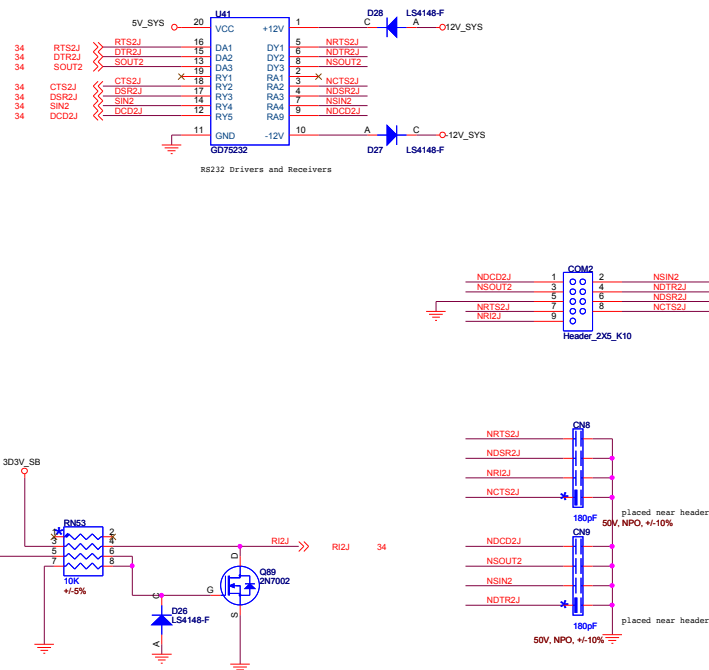 U41
D28 LS4148-F
5V_SYS 20 VCC +12V 1 C A 12V_SYS
34 RTS2J RTS2J 16 DA1 DY1 5 NRTS2J
34 DTR2J DTR2J 15 DA2 DY2 6 NDTR2J
34 SOUT2 SOUT2 13 DA3 DY3 8 NSOUT2
19 RY1 RA1 2
34 CTS2J CTS2J 18 RY2 RA2 3 NCTS2J
34 DSR2J DSR2J 17 RY3 RA3 4 NDSR2J
34 SIN2 SIN2 14 RY4 RA4 7 NSIN2
34 DCD2J DCD2J 12 RY5 RA9 9 NDCD2J
11 GND -12V 10 A C -12V_SYS
GD75232
D27 LS4148-F
RS232 Drivers and Receivers
COM2
NDCD2J 1 2 NSIN2
NSOUT2 3 4 NDTR2J
5 6 NDSR2J
NRTS2J 7 8 NCTS2J
NRI2J 9
Header_2X5_K10
CN8
NRTS2J
NDSR2J
NRI2J
NCTS2J *
180pF
placed near header
50V, NPO, +/-10%
CN9
NDCD2J
NSOUT2
NSIN2
NDTR2J *
180pF
placed near header
50V, NPO, +/-10%
3D3V_SB
RN53
1 * 2
3 4
5 6
7 8
10K
+/-5%
RI2J RI2J 34
D
Q89
2N7002
G
S
C
D26
LS4148-F
A